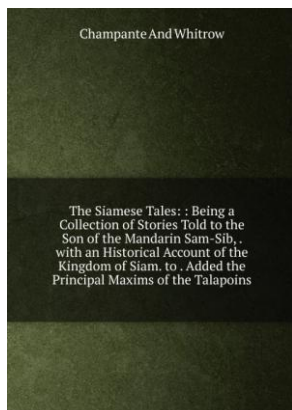 Champante And Whitrow
The Siamese Tales: : Being a
Collection of Stories Told to the
Son of the Mandarin Sam-Sib, .
with an Historical Account of the
Kingdom of Siam. to . Added the
Principal Maxims of the Talapoins